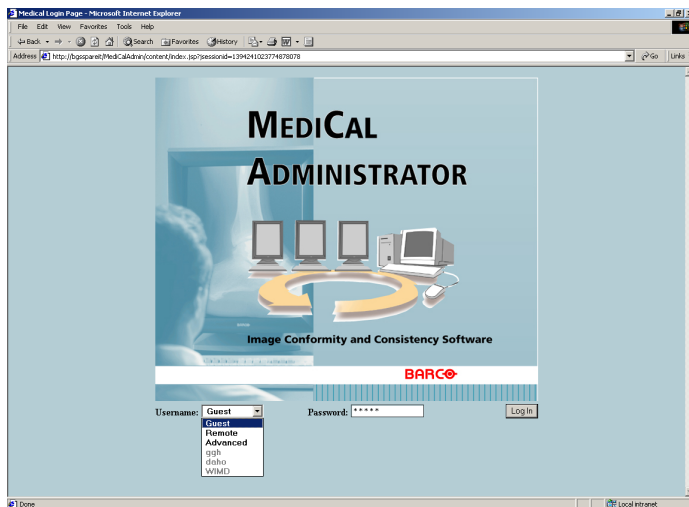 Medical Login Page - Microsoft Internet Explorer
File Edit View Favorites Tools Help
Back Search Favorites History
Address http://bgsspareit/MediCalAdmin/content/index.jsp?jsessionid=1394241023774878078 Go Links
MEDICAL
ADMINISTRATOR
Image Conformity and Consistency Software
BARCO
Username: Guest Password: ***** Log In
Guest
Remote
Advanced
ggh
daho
WIMD
Done Local intranet